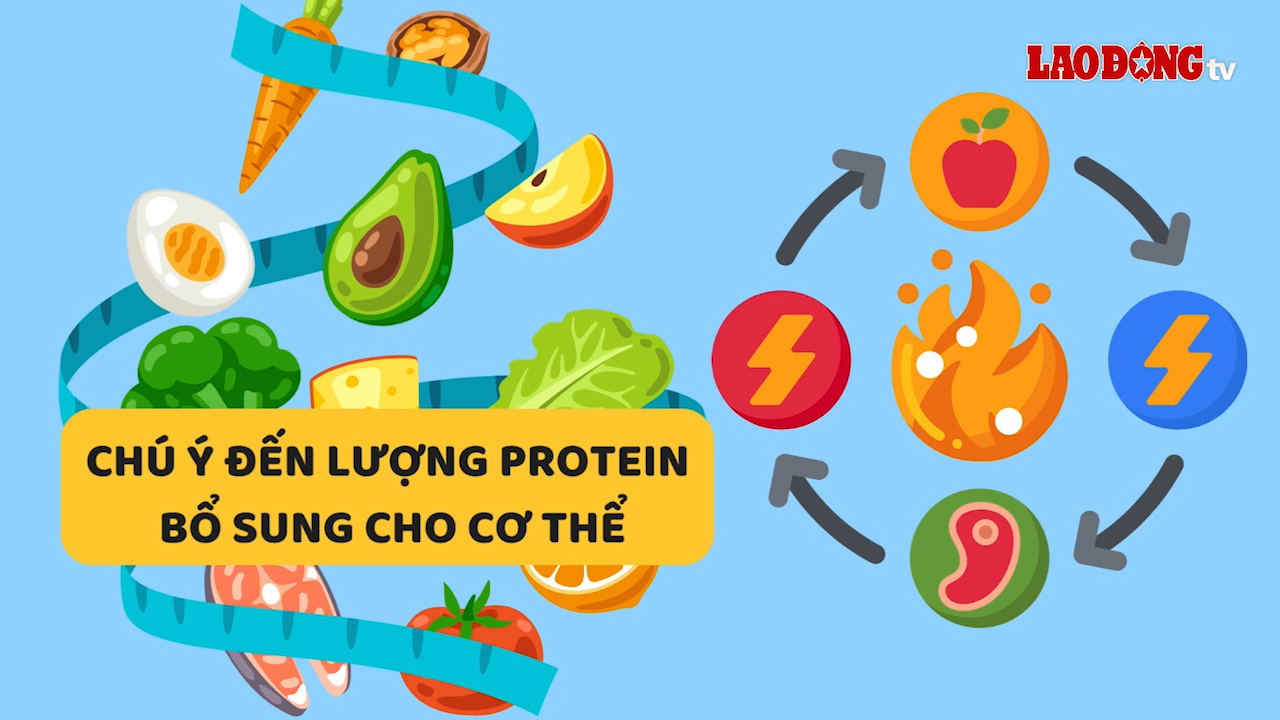 LAO ĐỘNG tv
CHÚ Ý ĐẾN LƯỢNG PROTEIN
BỔ SUNG CHO CƠ THỂ